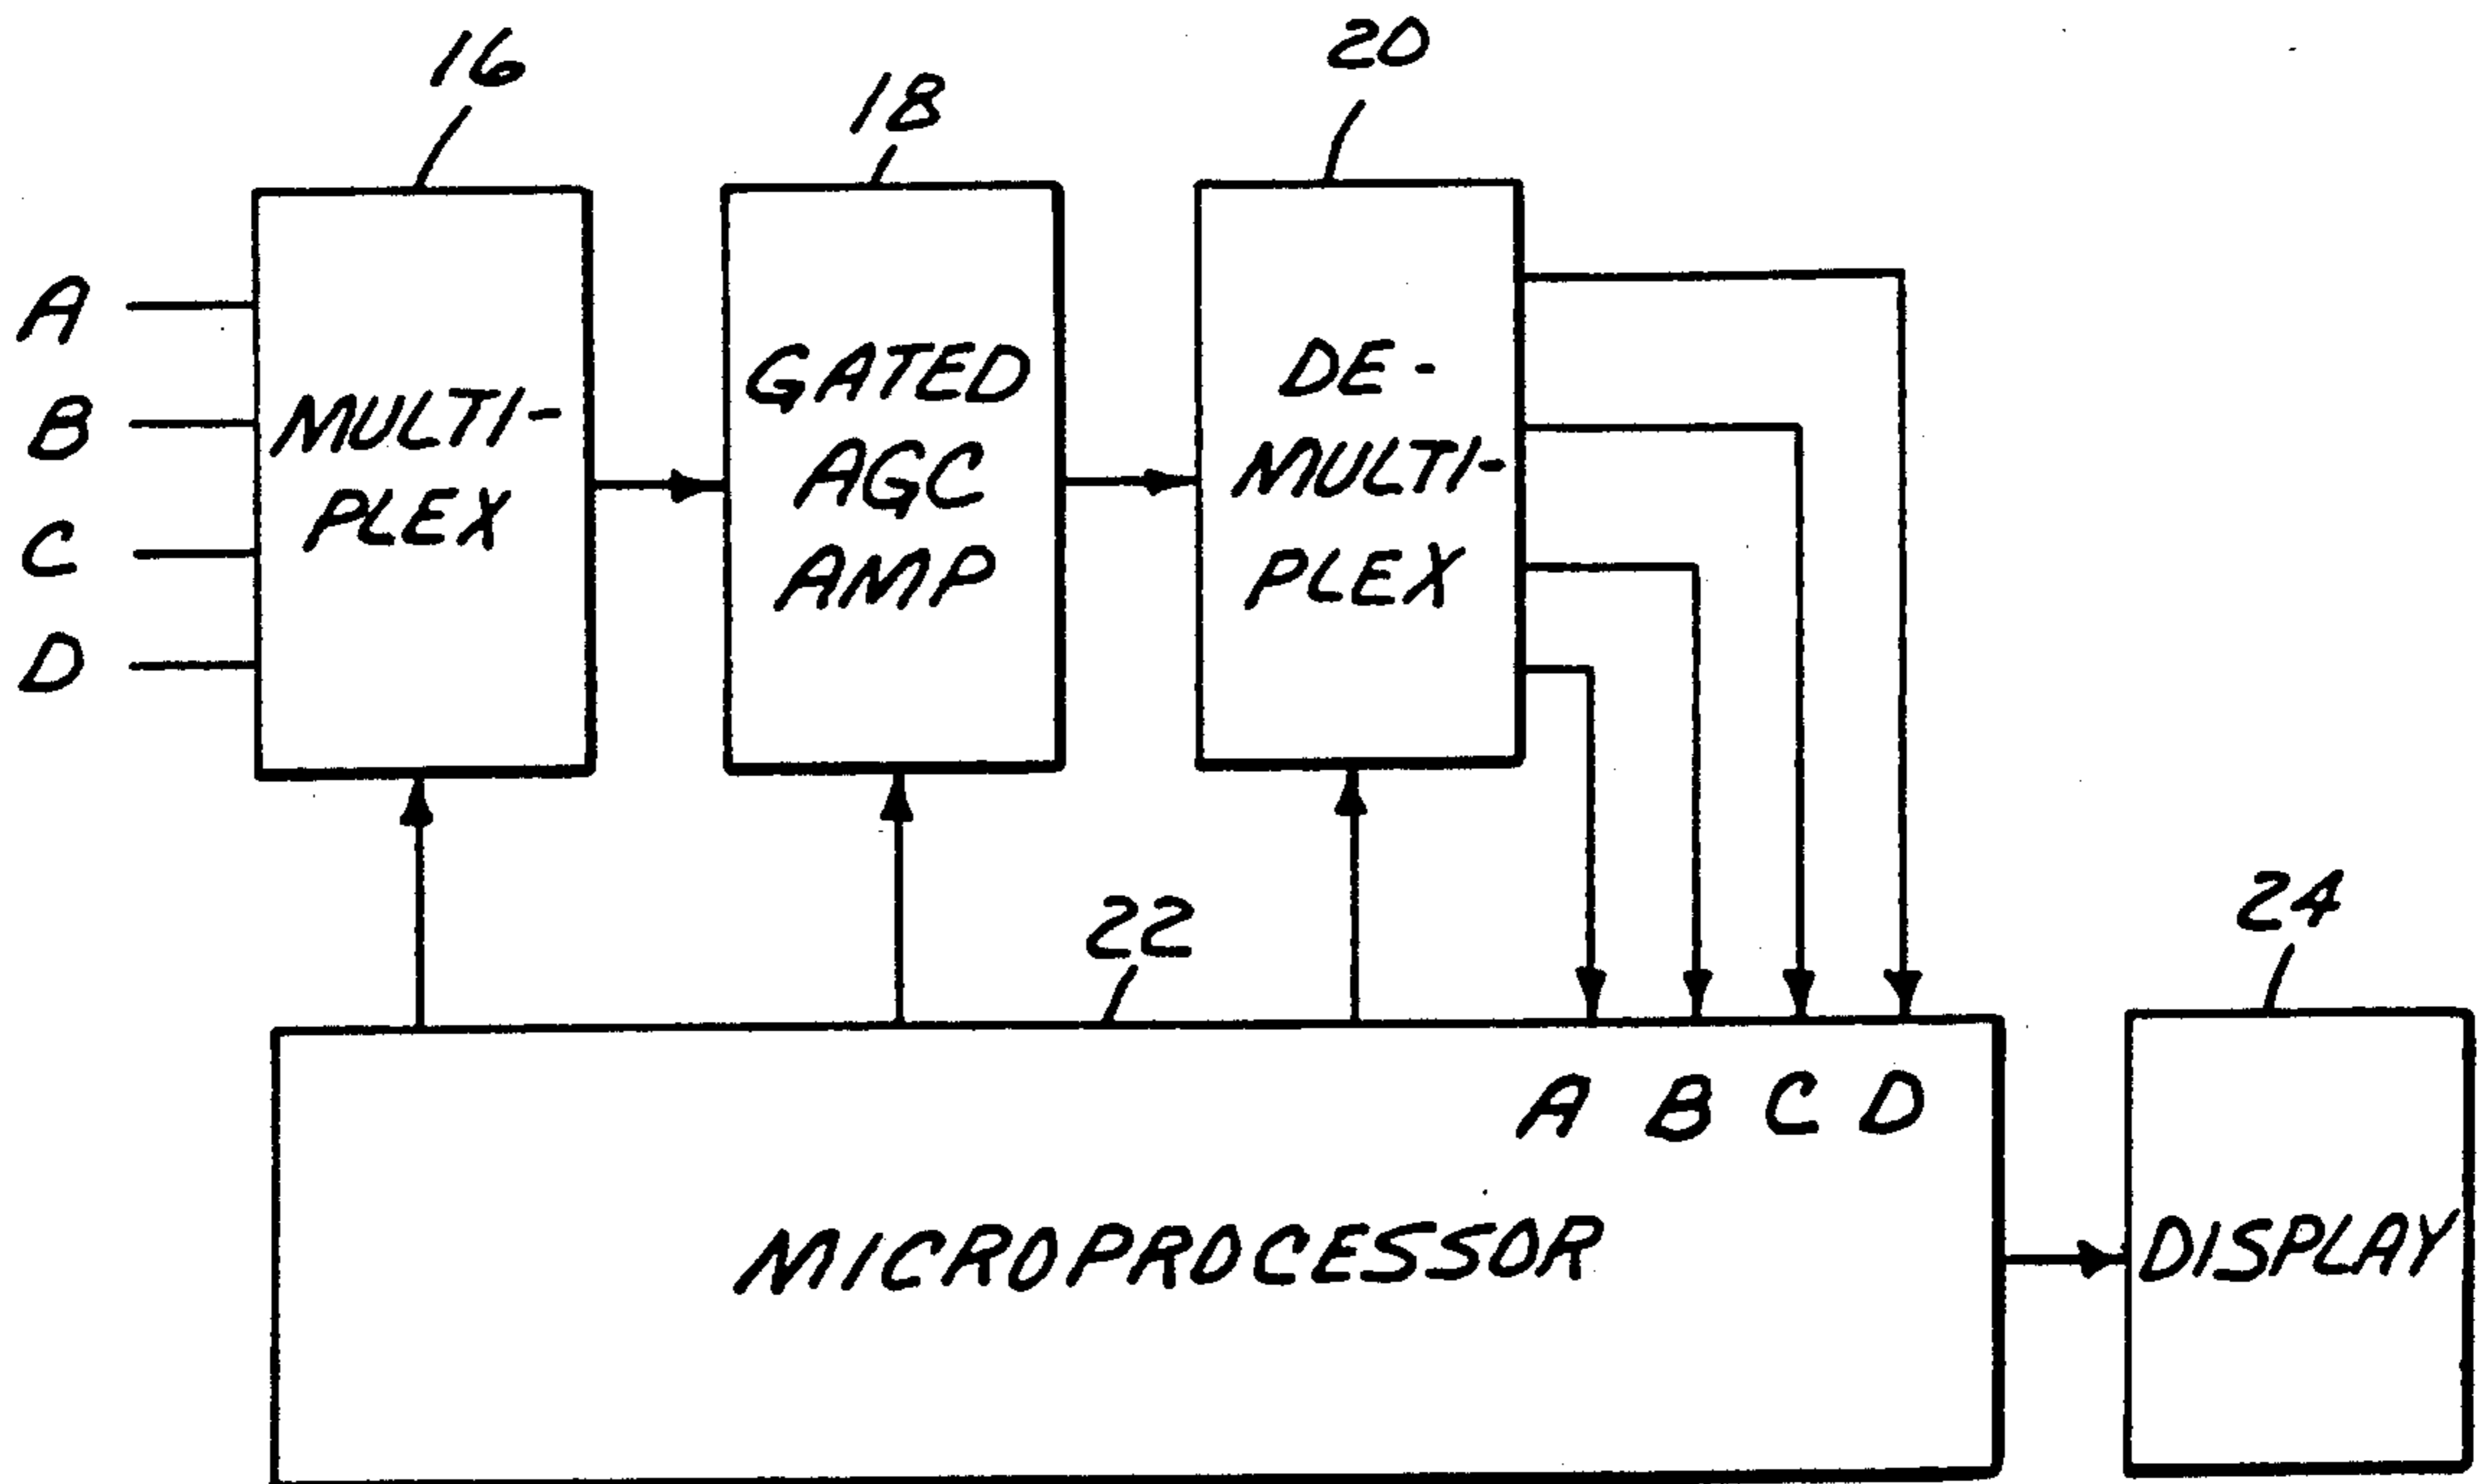 16
18
20
A
B
C
D
MULTI-
PLEX
GATED
AGC
AMP
DE-
MULTI-
PLEX
22
24
A B C D
MICROPROCESSOR
DISPLAY